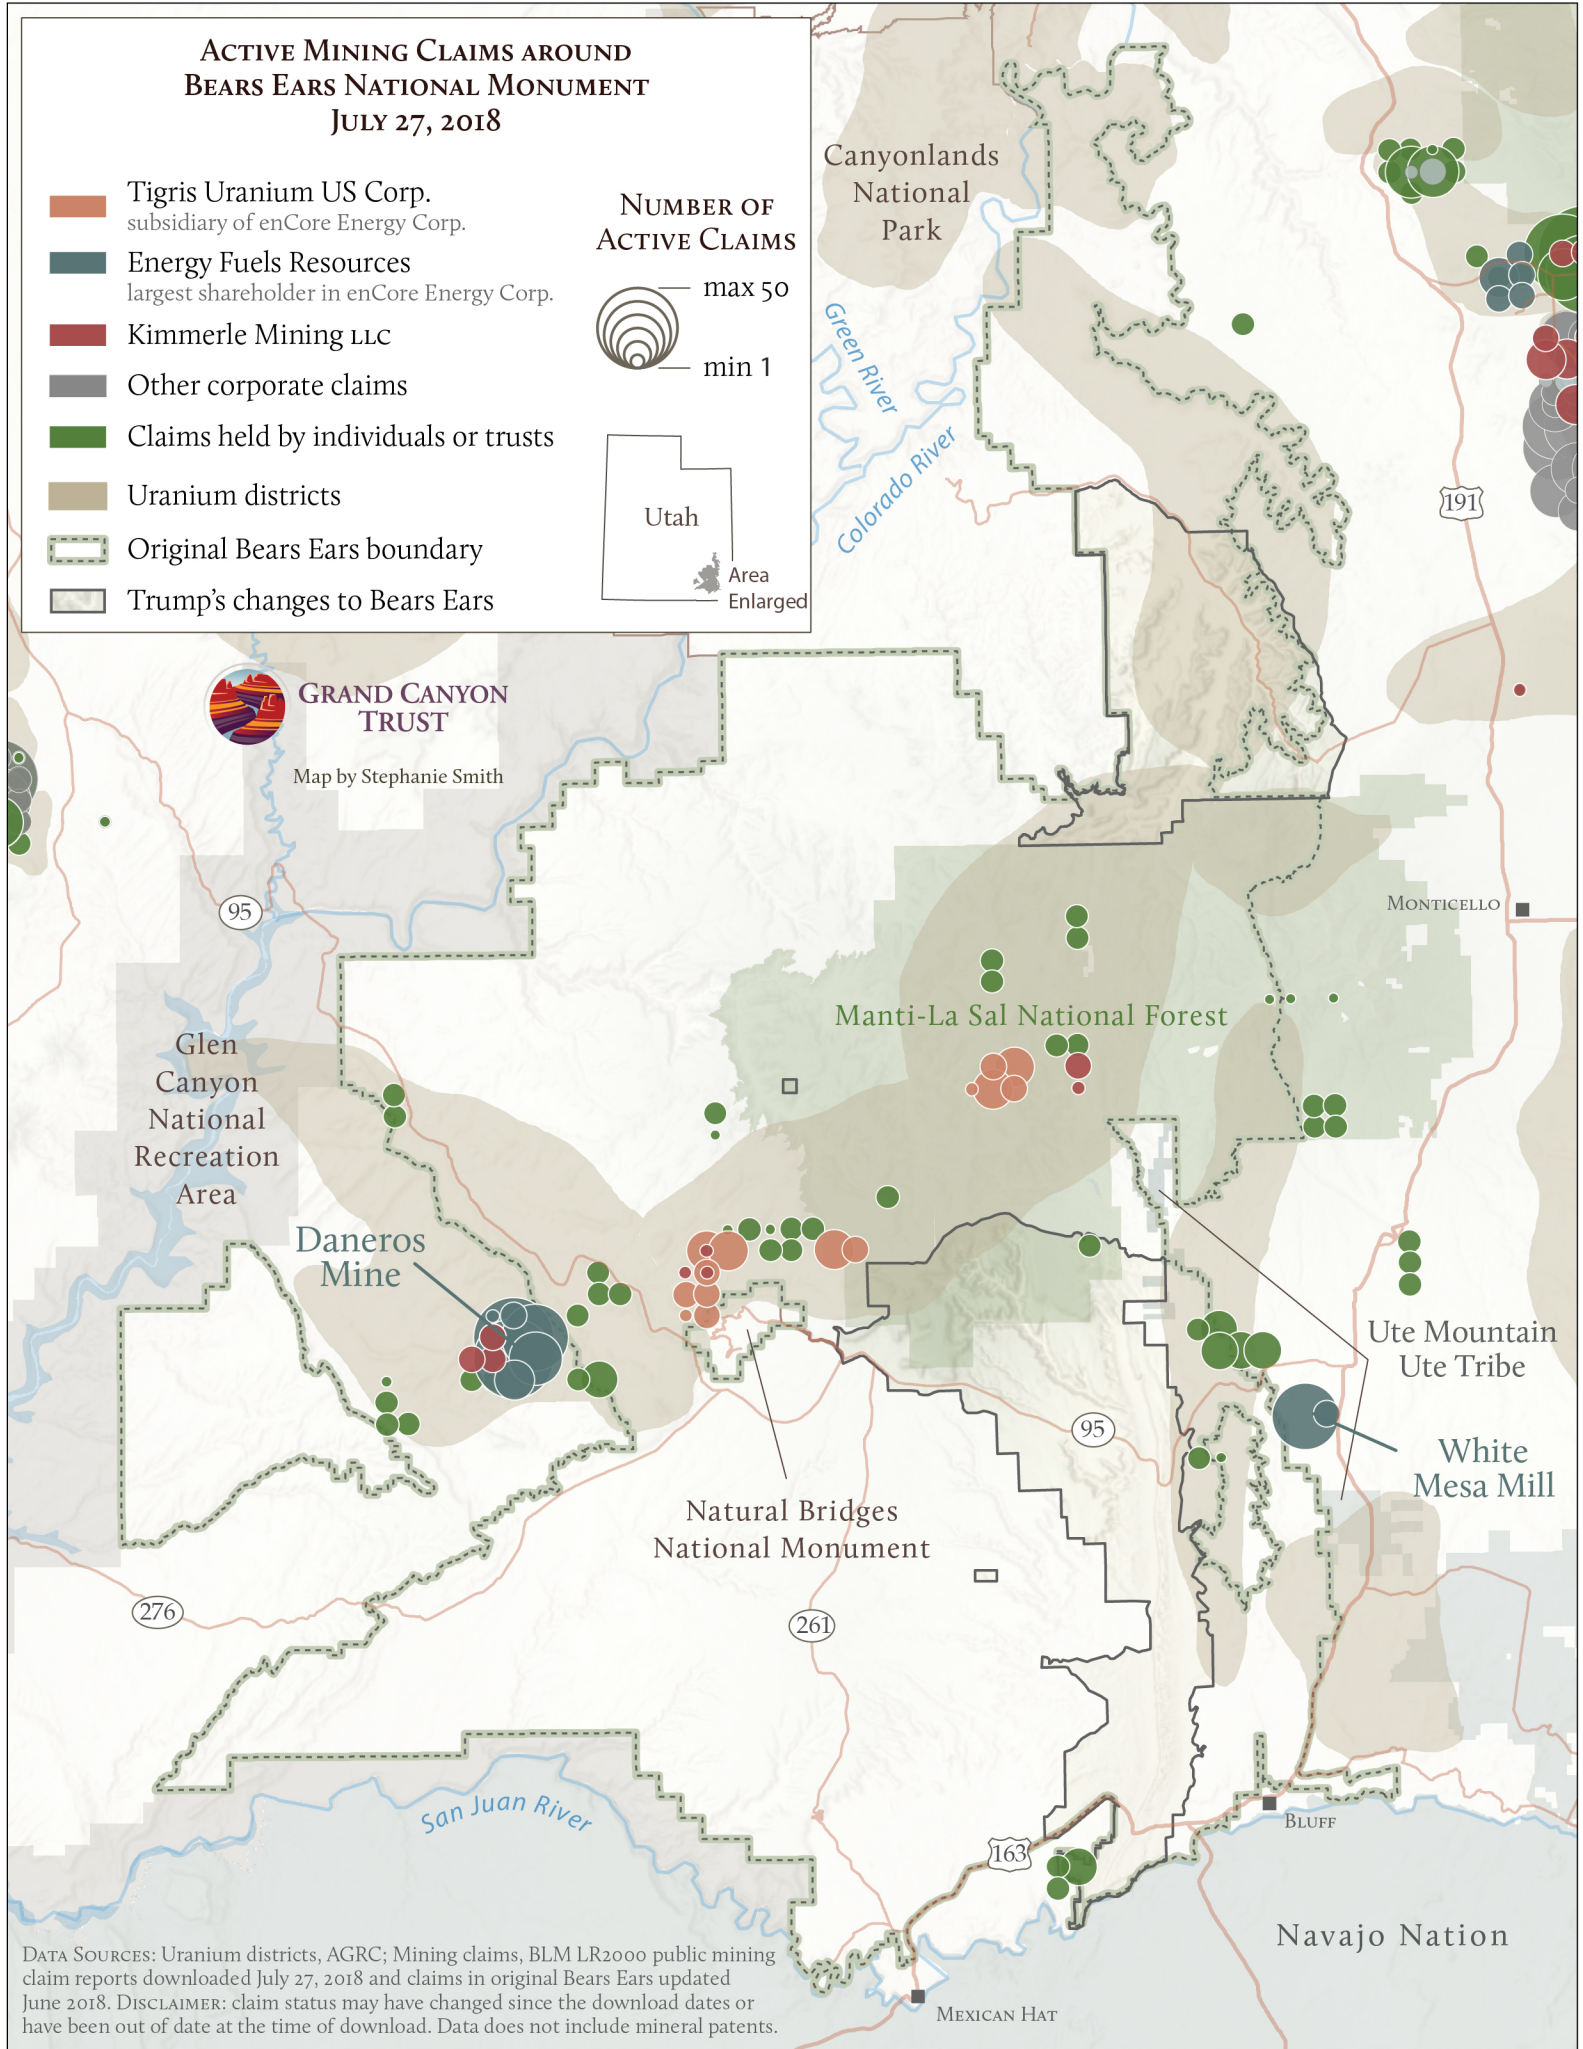 Active Mining Claims around
Bears Ears National Monument
July 27, 2018
Tigris Uranium US Corp.
subsidiary of enCore Energy Corp.
Energy Fuels Resources
largest shareholder in enCore Energy Corp.
Kimmerle Mining LLC
Other corporate claims
Claims held by individuals or trusts
Uranium districts
Original Bears Ears boundary
Trump's changes to Bears Ears
Number of
Active Claims
max 50
min 1
Utah
Area
Enlarged
Canyonlands
National
Park
Green River
Colorado River
191
Grand Canyon
Trust
Map by Stephanie Smith
95
Monticello
Manti-La Sal National Forest
Glen
Canyon
National
Recreation
Area
Daneros
Mine
Ute Mountain
Ute Tribe
95
White
Mesa Mill
Natural Bridges
National Monument
276
261
San Juan River
Bluff
163
Navajo Nation
Mexican Hat
Data Sources: Uranium districts, AGRC; Mining claims, BLM LR2000 public mining
claim reports downloaded July 27, 2018 and claims in original Bears Ears updated
June 2018. Disclaimer: claim status may have changed since the download dates or
have been out of date at the time of download. Data does not include mineral patents.